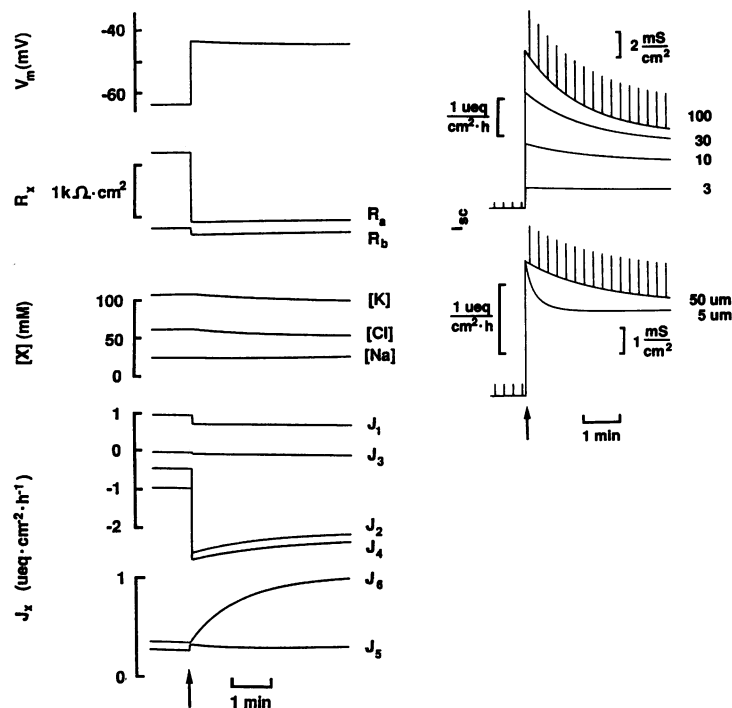 Vm (mV)
-40
-60
Rx
1kΩ·cm²
Ra
Rb
[X] (mM)
100
50
0
[K]
[Cl]
[Na]
Jx (ueq·cm²·h⁻¹)
1
0
-1
-2
J₁
J₃
J₂
J₄
1
0
J₆
J₅
1 min
2 mS/cm²
1 ueq/cm²·h
100
30
10
3
Isc
1 ueq/cm²·h
50 um
5 um
1 mS/cm²
1 min